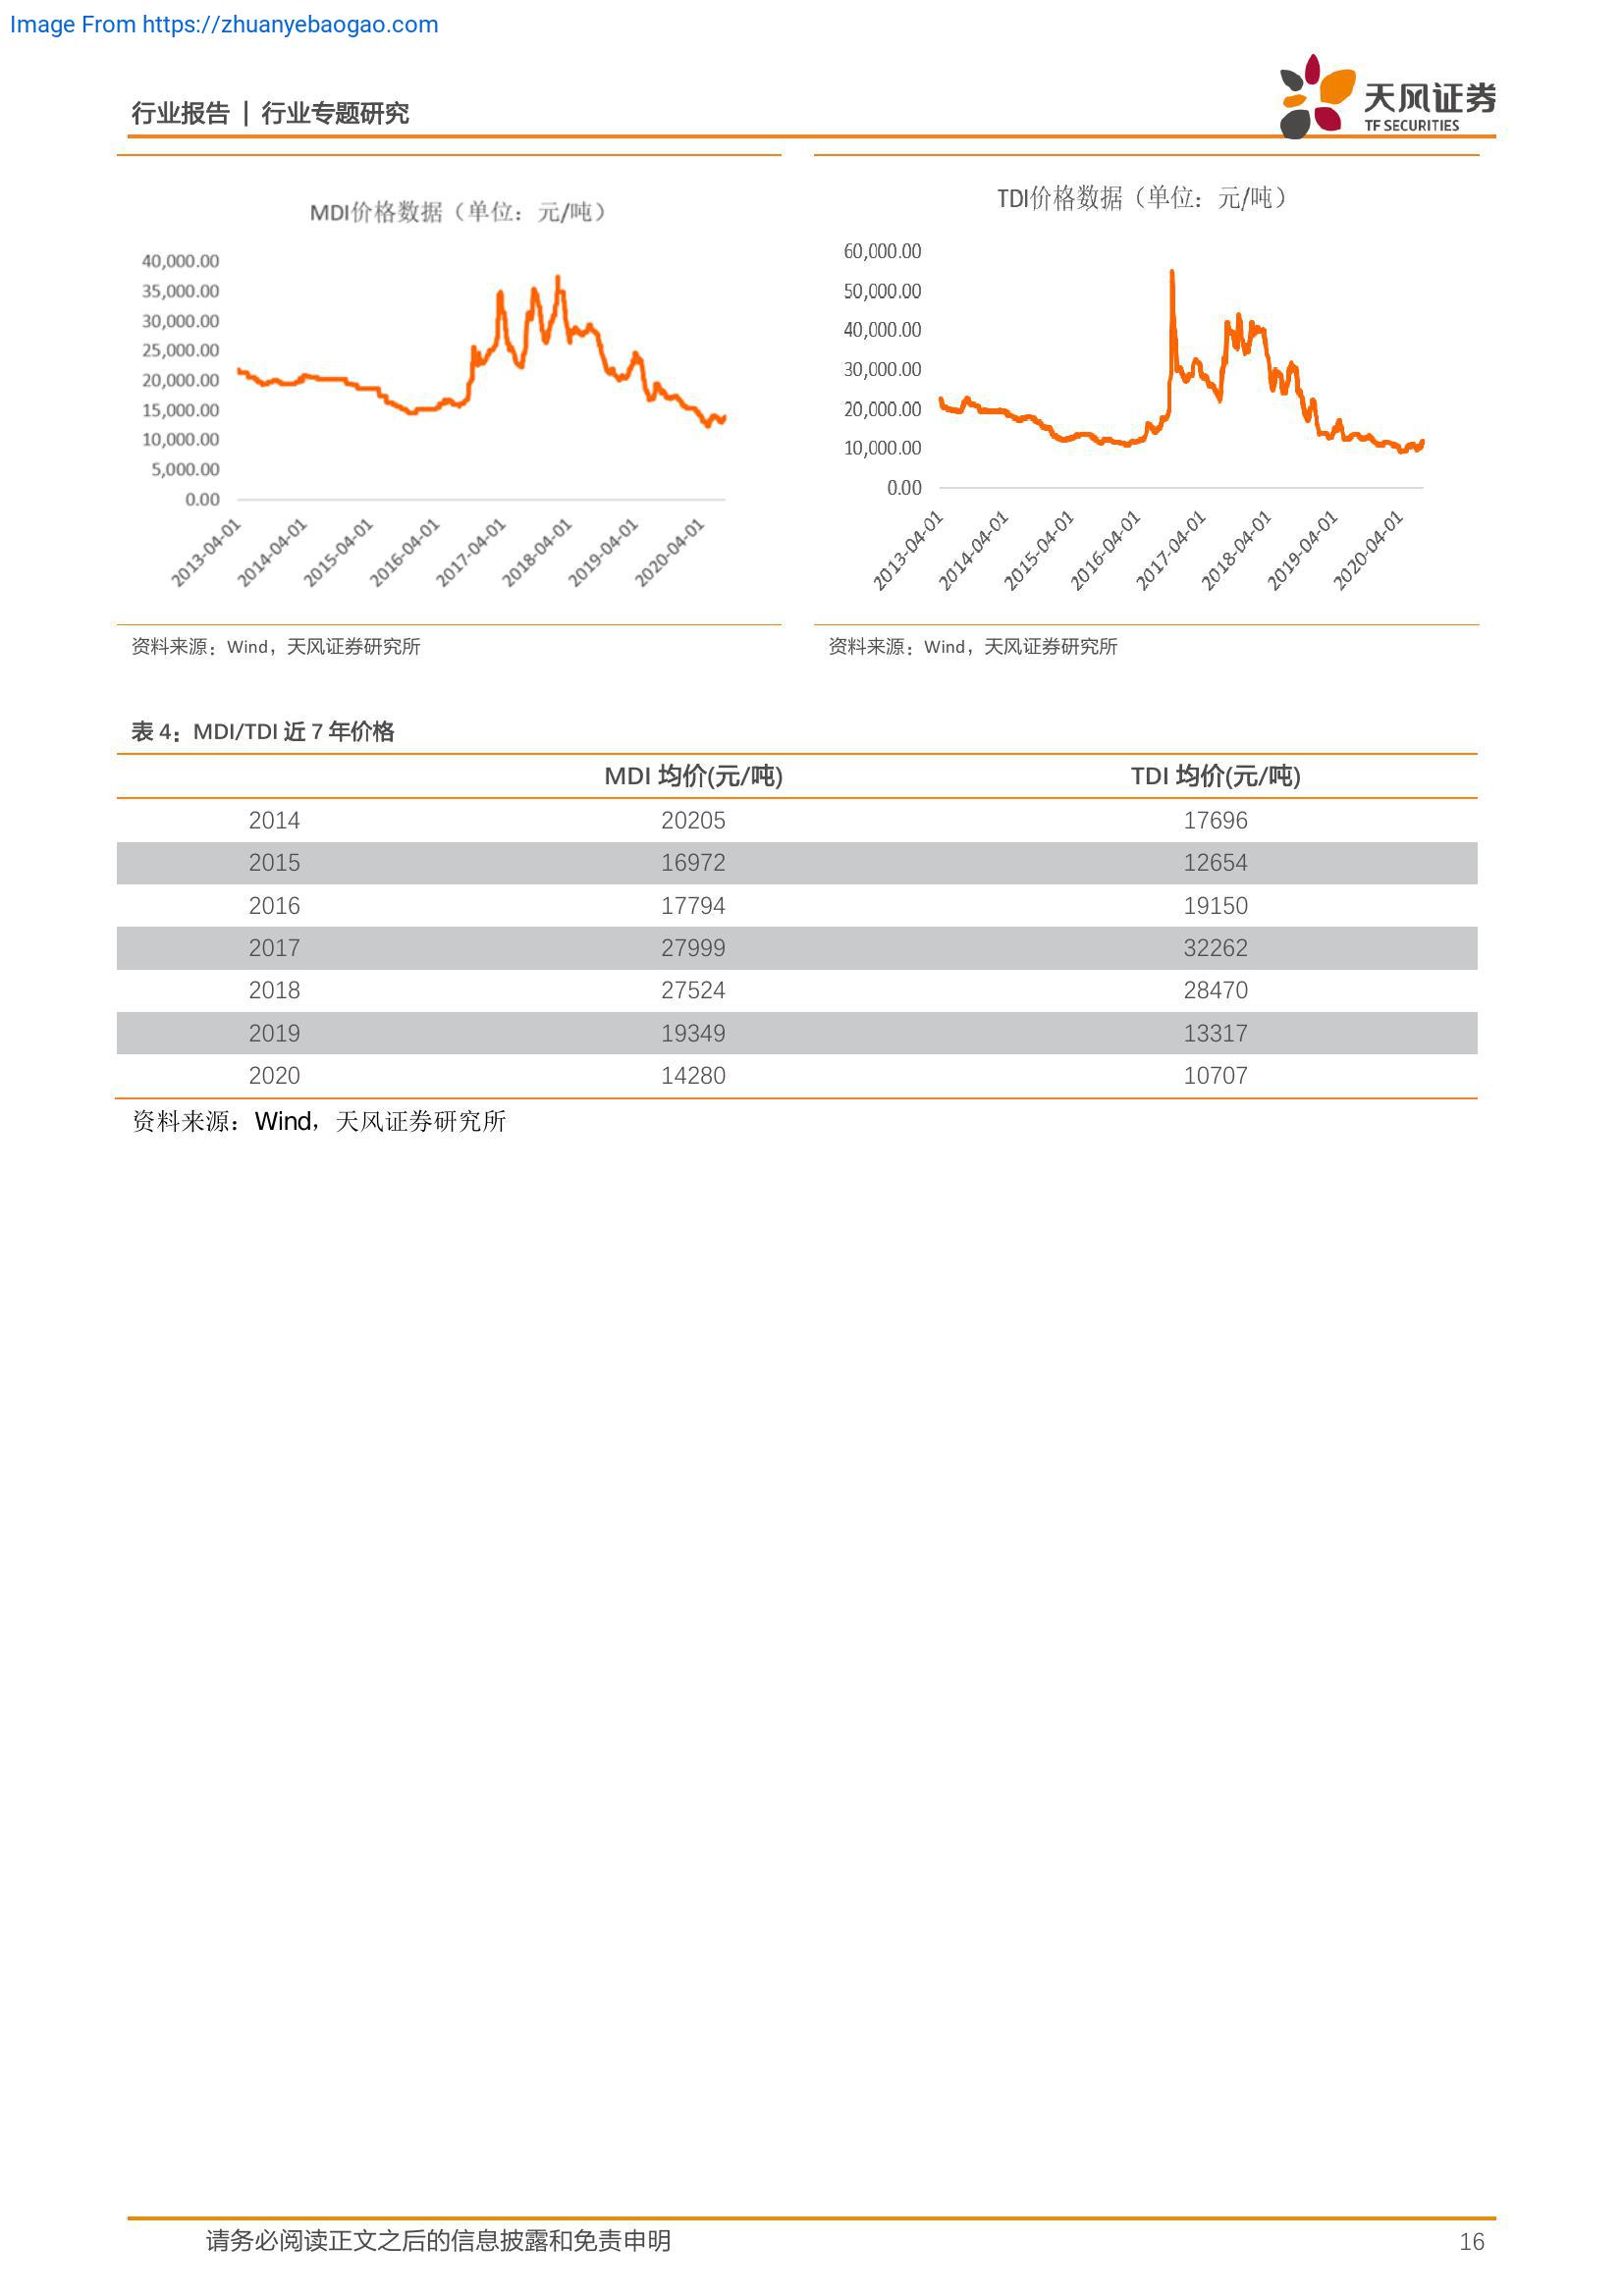 Image From https://zhuanyebaogao.com
行业报告 | 行业专题研究
天风证券
TF SECURITIES
MDI价格数据（单位：元/吨）
40,000.00
35,000.00
30,000.00
25,000.00
20,000.00
15,000.00
10,000.00
5,000.00
0.00
2013-04-01
2014-04-01
2015-04-01
2016-04-01
2017-04-01
2018-04-01
2019-04-01
2020-04-01
资料来源：Wind，天风证券研究所
TDI价格数据（单位：元/吨）
60,000.00
50,000.00
40,000.00
30,000.00
20,000.00
10,000.00
0.00
2013-04-01
2014-04-01
2015-04-01
2016-04-01
2017-04-01
2018-04-01
2019-04-01
2020-04-01
资料来源：Wind，天风证券研究所
表 4：MDI/TDI 近 7 年价格
MDI 均价(元/吨) TDI 均价(元/吨)
2014 20205 17696
2015 16972 12654
2016 17794 19150
2017 27999 32262
2018 27524 28470
2019 19349 13317
2020 14280 10707
资料来源：Wind，天风证券研究所
请务必阅读正文之后的信息披露和免责申明 16